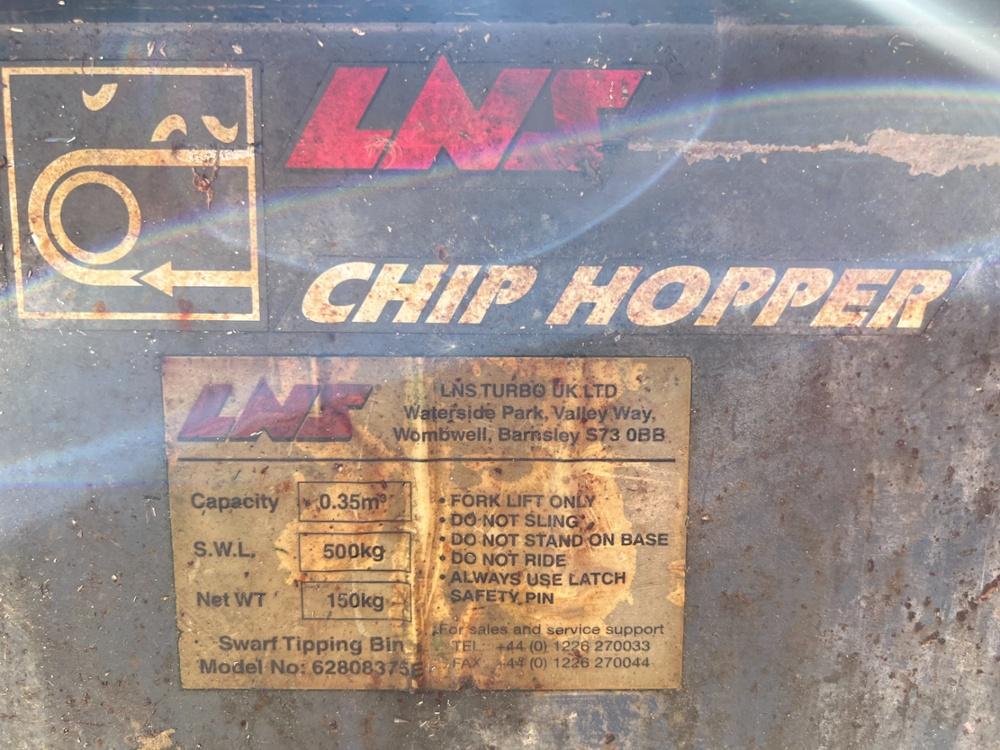 LNS
CHIP HOPPER
LNS
LNS TURBO UK LTD
Waterside Park, Valley Way,
Wombwell, Barnsley S73 0BB
Capacity 0.35m³
S.W.L. 500kg
Net WT 150kg
Swarf Tipping Bin
Model No: 62808375E
• FORK LIFT ONLY
• DO NOT SLING
• DO NOT STAND ON BASE
• DO NOT RIDE
• ALWAYS USE LATCH
SAFETY PIN
For sales and service support
TEL: +44 (0) 1226 270033
FAX: +44 (0) 1226 270044